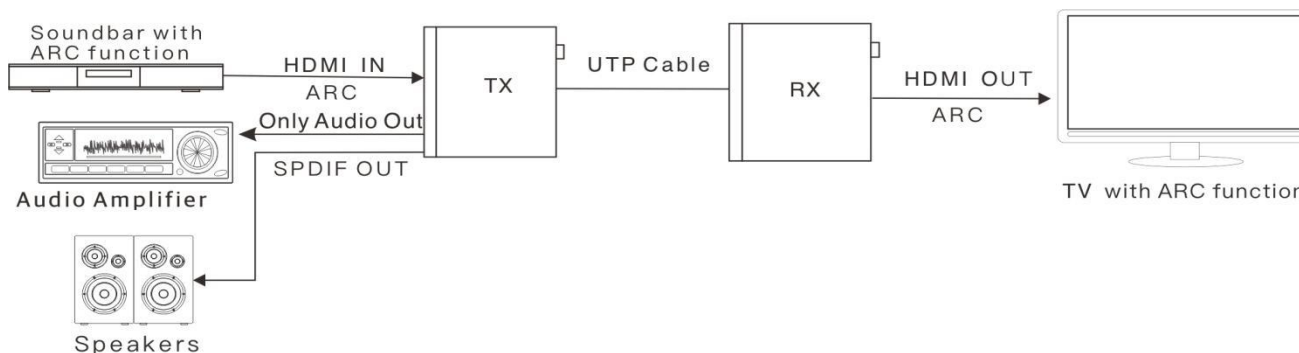 Soundbar with
ARC function
HDMI IN
ARC
Only Audio Out
SPDIF OUT
Audio Amplifier
Speakers
TX
UTP Cable
RX
HDMI OUT
ARC
TV with ARC function